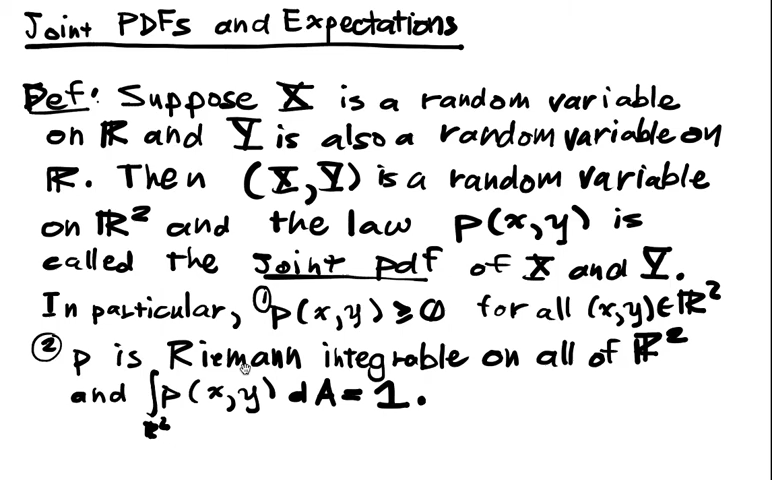 Joint PDFs and Expectations
Def: Suppose X is a random variable
on ℝ and Y is also a random variable on
ℝ. Then (X,Y) is a random variable
on ℝ² and the law p(x,y) is
called the Joint pdf of X and Y.
In particular, ① p(x,y) ≥ 0 for all (x,y)∈ℝ²
② p is Riemann integrable on all of ℝ²
and ∫_ℝ² p(x,y) dA = 1.